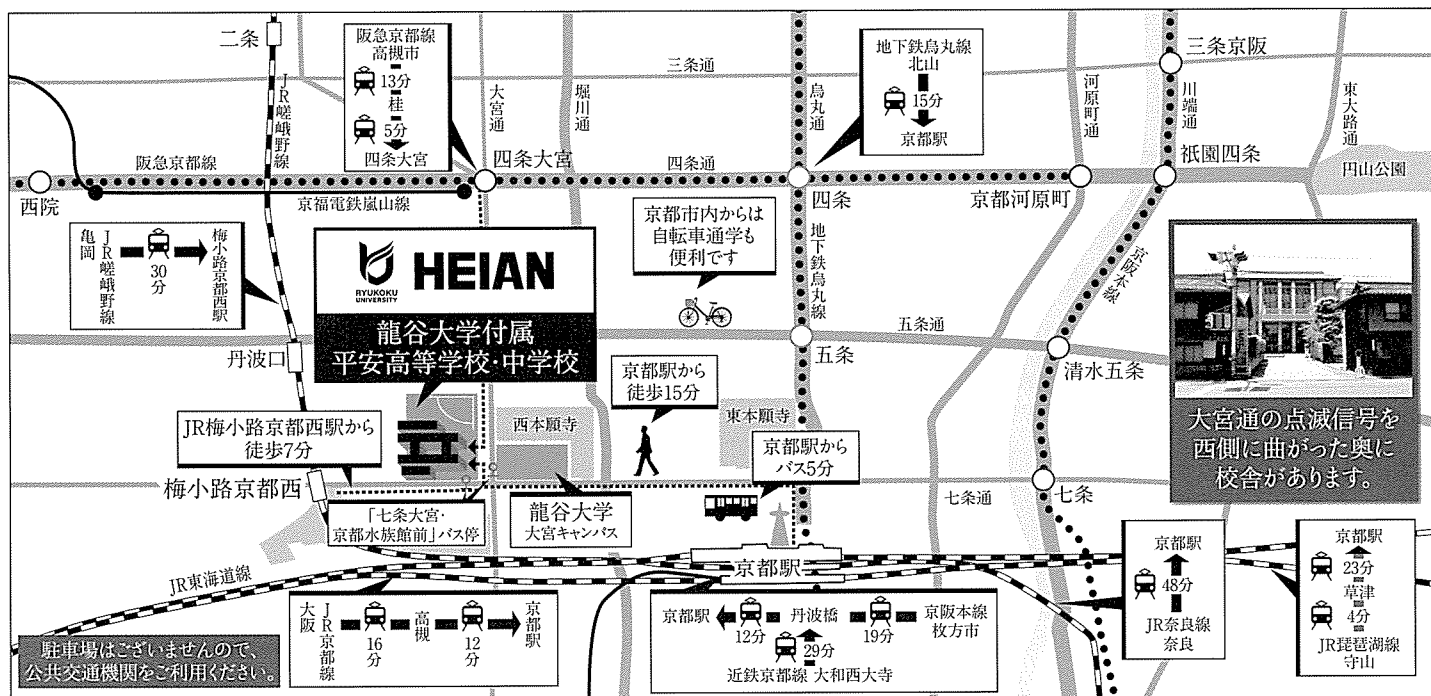 二条
JR嵯峨野線
阪急京都線
高槻市
13分
桂
5分
四条大宮
大宮通
堀川通
三条通
烏丸通
地下鉄烏丸線
北山
15分
京都駅
河原町通
三条京阪
川端通
東大路通
阪急京都線
四条大宮
四条通
祇園四条
円山公園
西院
京福電鉄嵐山線
四条
京都河原町
亀岡
JR嵯峨野線
30分
梅小路京都西駅
RYUKOKU
UNIVERSITY
HEIAN
龍谷大学付属
平安高等学校・中学校
京都市内からは
自転車通学も
便利です
地下鉄烏丸線
京阪本線
五条通
丹波口
五条
清水五条
京都駅から
徒歩15分
JR梅小路京都西駅から
徒歩7分
西本願寺
東本願寺
京都駅から
バス5分
大宮通の点滅信号を
西側に曲がった奥に
校舎があります。
梅小路京都西
七条通
七条
「七条大宮・
京都水族館前」バス停
龍谷大学
大宮キャンパス
京都駅
JR東海道線
大阪
JR京都線
16分
高槻
12分
京都駅
京都駅
12分
丹波橋
19分
京阪本線
枚方市
29分
近鉄京都線 大和西大寺
京都駅
48分
JR奈良線
奈良
京都駅
23分
草津
4分
JR琵琶湖線
守山
駐車場はございませんので、
公共交通機関をご利用ください。